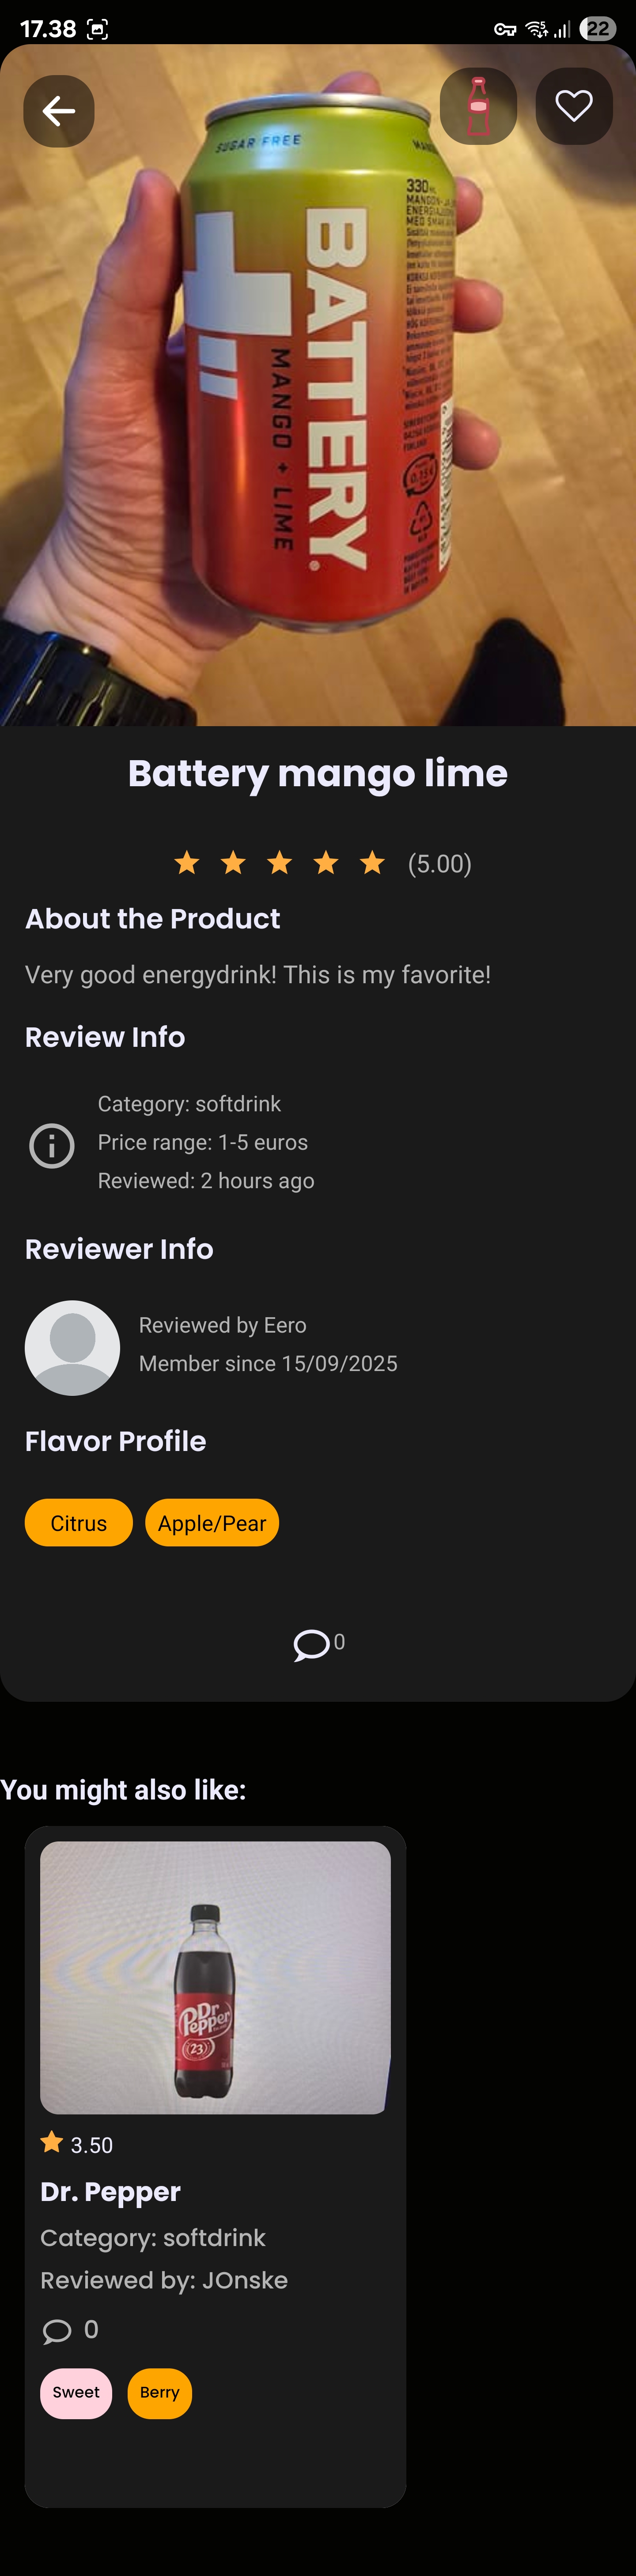 17.38
5
22
SUGAR FREE
330
BATTERY
MANGO + LIME
Battery mango lime
(5.00)
About the Product
Very good energydrink! This is my favorite!
Review Info
Category: softdrink
Price range: 1-5 euros
Reviewed: 2 hours ago
Reviewer Info
Reviewed by Eero
Member since 15/09/2025
Flavor Profile
Citrus
Apple/Pear
0
You might also like:
Dr
Pepper
23
3.50
Dr. Pepper
Category: softdrink
Reviewed by: JOnske
0
Sweet
Berry